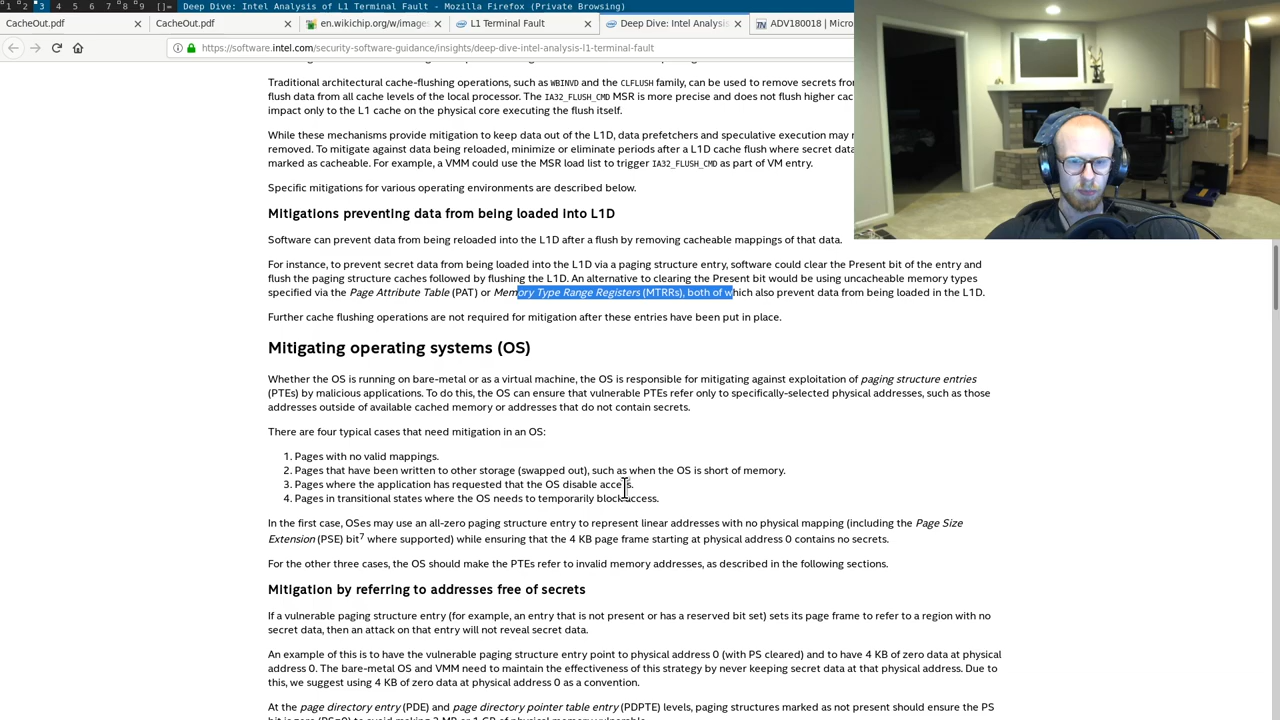 1 2 3 4 5 6 7 8 9 []= Deep Dive: Intel Analysis of L1 Terminal Fault - Mozilla Firefox (Private Browsing)
CacheOut.pdf × CacheOut.pdf × en.wikichip.org/w/image × L1 Terminal Fault × Deep Dive: Intel Analysis × ADV180018 | Micro
https://software.intel.com/security-software-guidance/insights/deep-dive-intel-analysis-l1-terminal-fault
Traditional architectural cache-flushing operations, such as WBINVD and the CLFLUSH family, can be used to remove secrets
flush data from all cache levels of the local processor. The IA32_FLUSH_CMD MSR is more precise and does not flush higher
impact only to the L1 cache on the physical core executing the flush itself.
While these mechanisms provide mitigation to keep data out of the L1D, data prefetchers and speculative execution may
removed. To mitigate against data being reloaded, minimize or eliminate periods after a L1D cache flush where secret data
marked as cacheable. For example, a VMM could use the MSR load list to trigger IA32_FLUSH_CMD as part of VM entry.
Specific mitigations for various operating environments are described below.
Mitigations preventing data from being loaded into L1D
Software can prevent data from being reloaded into the L1D after a flush by removing cacheable mappings of that data.
For instance, to prevent secret data from being loaded into the L1D via a paging structure entry, software could clear the Present bit of the entry and
flush the paging structure caches followed by flushing the L1D. An alternative to clearing the Present bit would be using uncacheable memory types
specified via the Page Attribute Table (PAT) or Memory Type Range Registers (MTRRs), both of which also prevent data from being loaded in the L1D.
Further cache flushing operations are not required for mitigation after these entries have been put in place.
Mitigating operating systems (OS)
Whether the OS is running on bare-metal or as a virtual machine, the OS is responsible for mitigating against exploitation of paging structure entries
(PTEs) by malicious applications. To do this, the OS can ensure that vulnerable PTEs refer only to specifically-selected physical addresses, such as those
addresses outside of available cached memory or addresses that do not contain secrets.
There are four typical cases that need mitigation in an OS:
1. Pages with no valid mappings.
2. Pages that have been written to other storage (swapped out), such as when the OS is short of memory.
3. Pages where the application has requested that the OS disable access.
4. Pages in transitional states where the OS needs to temporarily block access.
In the first case, OSes may use an all-zero paging structure entry to represent linear addresses with no physical mapping (including the Page Size
Extension (PSE) bit7 where supported) while ensuring that the 4 KB page frame starting at physical address 0 contains no secrets.
For the other three cases, the OS should make the PTEs refer to invalid memory addresses, as described in the following sections.
Mitigation by referring to addresses free of secrets
If a vulnerable paging structure entry (for example, an entry that is not present or has a reserved bit set) sets its page frame to refer to a region with no
secret data, then an attack on that entry will not reveal secret data.
An example of this is to have the vulnerable paging structure entry point to physical address 0 (with PS cleared) and to have 4 KB of zero data at physical
address 0. The bare-metal OS and VMM need to maintain the effectiveness of this strategy by never keeping secret data at that physical address. Due to
this, we suggest using 4 KB of zero data at physical address 0 as a convention.
At the page directory entry (PDE) and page directory pointer table entry (PDPTE) levels, paging structures marked as not present should ensure the PS